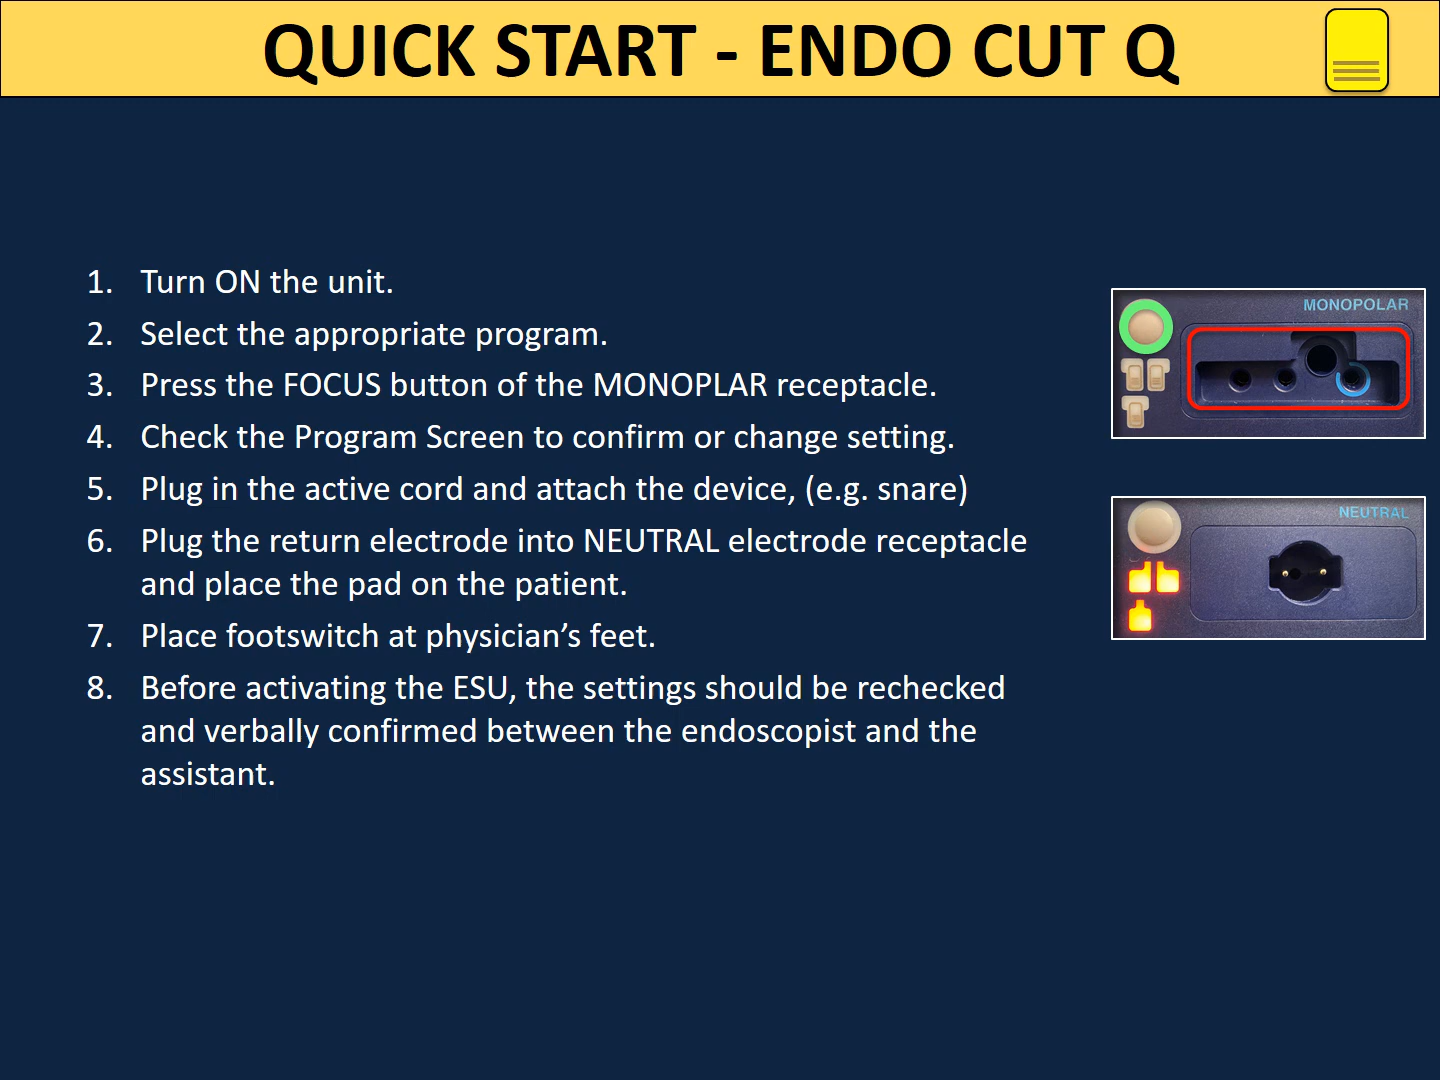 QUICK START - ENDO CUT Q
1. Turn ON the unit.
2. Select the appropriate program.
3. Press the FOCUS button of the MONOPLAR receptacle.
4. Check the Program Screen to confirm or change setting.
5. Plug in the active cord and attach the device, (e.g. snare)
6. Plug the return electrode into NEUTRAL electrode receptacle
and place the pad on the patient.
7. Place footswitch at physician’s feet.
8. Before activating the ESU, the settings should be rechecked
and verbally confirmed between the endoscopist and the
assistant.
MONOPOLAR
NEUTRAL